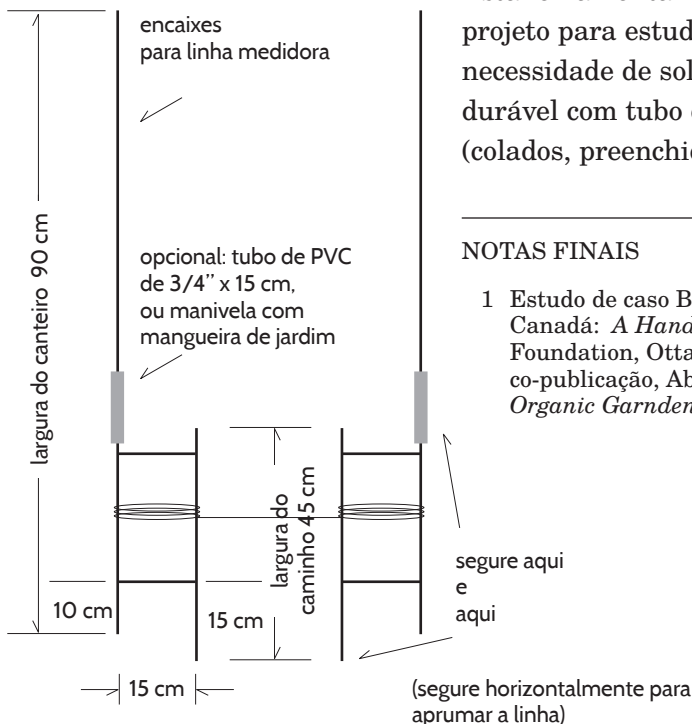 encaixes
para linha medidora
opcional: tubo de PVC
de 3/4” x 15 cm,
ou manivela com
mangueira de jardim
largura do canteiro 90 cm
largura do
caminho 45 cm
10 cm
15 cm
15 cm
segure aqui
e
aqui
(segure horizontalmente para
aprumar a linha)
projeto para estud
necessidade de sol
durável com tubo
(colados, preenchi
NOTAS FINAIS
1 Estudo de caso B
Canadá: A Hand
Foundation, Otta
co-publicação, Ab
Organic Garnden